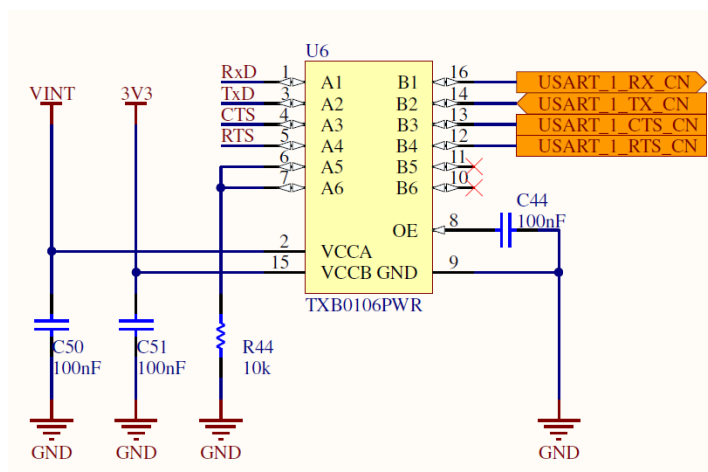 U6
RxD 1 A1 B1 16 USART_1_RX_CN
VINT 3V3 TxD 3 A2 B2 14 USART_1_TX_CN
CTS 4 A3 B3 13 USART_1_CTS_CN
RTS 5 A4 B4 12 USART_1_RTS_CN
6 A5 B5 11
7 A6 B6 10
C44
100nF
OE 8
2 VCCA
15 VCCB GND 9
TXB0106PWR
C50
100nF
C51
100nF
R44
10k
GND GND GND GND